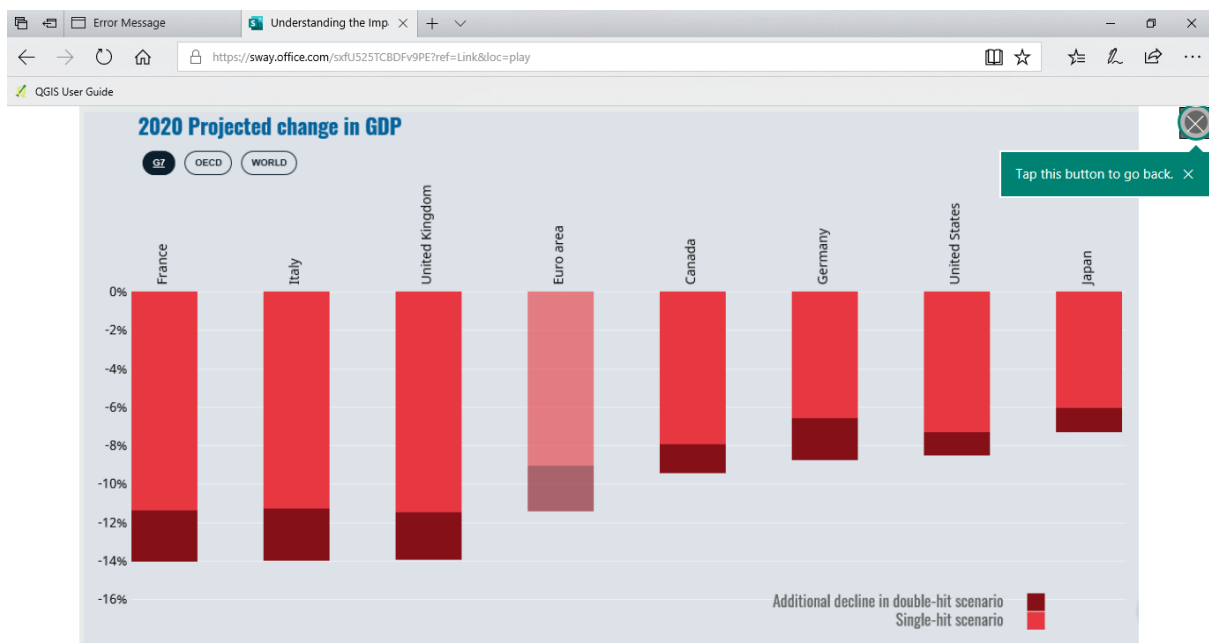 Error Message
Understanding the Imp
https://sway.office.com/sxfU525TCBDFv9PE?ref=Link&loc=play
QGIS User Guide
2020 Projected change in GDP
G7 OECD WORLD
Tap this button to go back.
France
Italy
United Kingdom
Euro area
Canada
Germany
United States
Japan
0%
-2%
-4%
-6%
-8%
-10%
-12%
-14%
-16%
Additional decline in double-hit scenario
Single-hit scenario